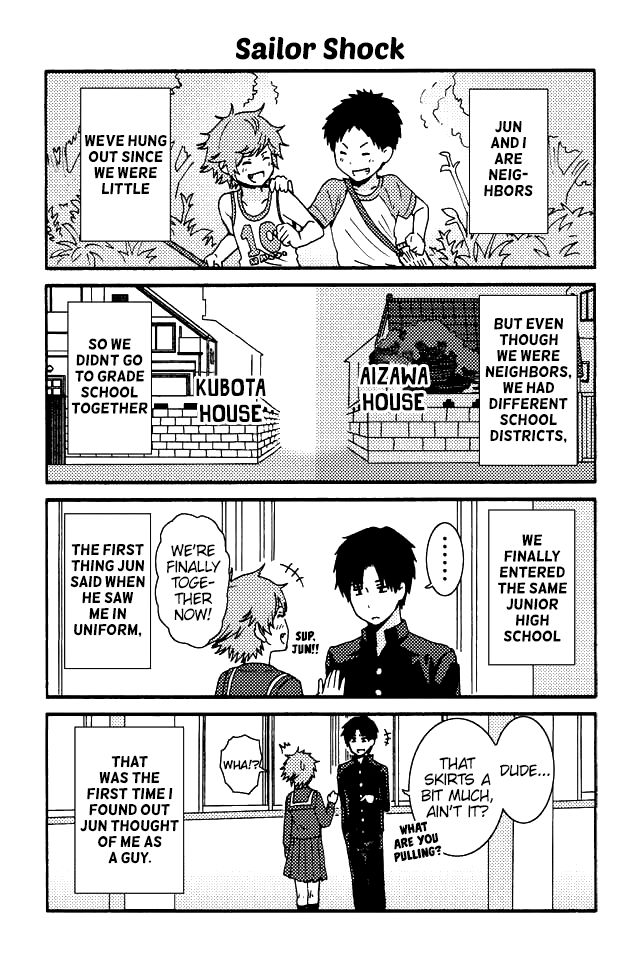 Sailor Shock
JUN
AND I
ARE
NEIG-
HBORS
WE'VE HUNG
OUT SINCE
WE WERE
LITTLE
10
BUT EVEN
THOUGH
WE WERE
NEIGHBORS,
WE HAD
DIFFERENT
SCHOOL
DISTRICTS,
AIZAWA
HOUSE
KUBOTA
HOUSE
SO WE
DIDNT GO
TO GRADE
SCHOOL
TOGETHER
WE
FINALLY
ENTERED
THE SAME
JUNIOR
HIGH
SCHOOL
......
WE'RE
FINALLY
TOGE-
THER
NOW!
SUP,
JUN!!
THE FIRST
THING JUN
SAID WHEN
HE SAW
ME IN
UNIFORM,
DUDE...
THAT
SKIRTS A
BIT MUCH,
AIN'T IT?
WHAT
ARE YOU
PULLING?
WHA!?
THAT
WAS THE
FIRST TIME I
FOUND OUT
JUN THOUGHT
OF ME AS
A GUY.